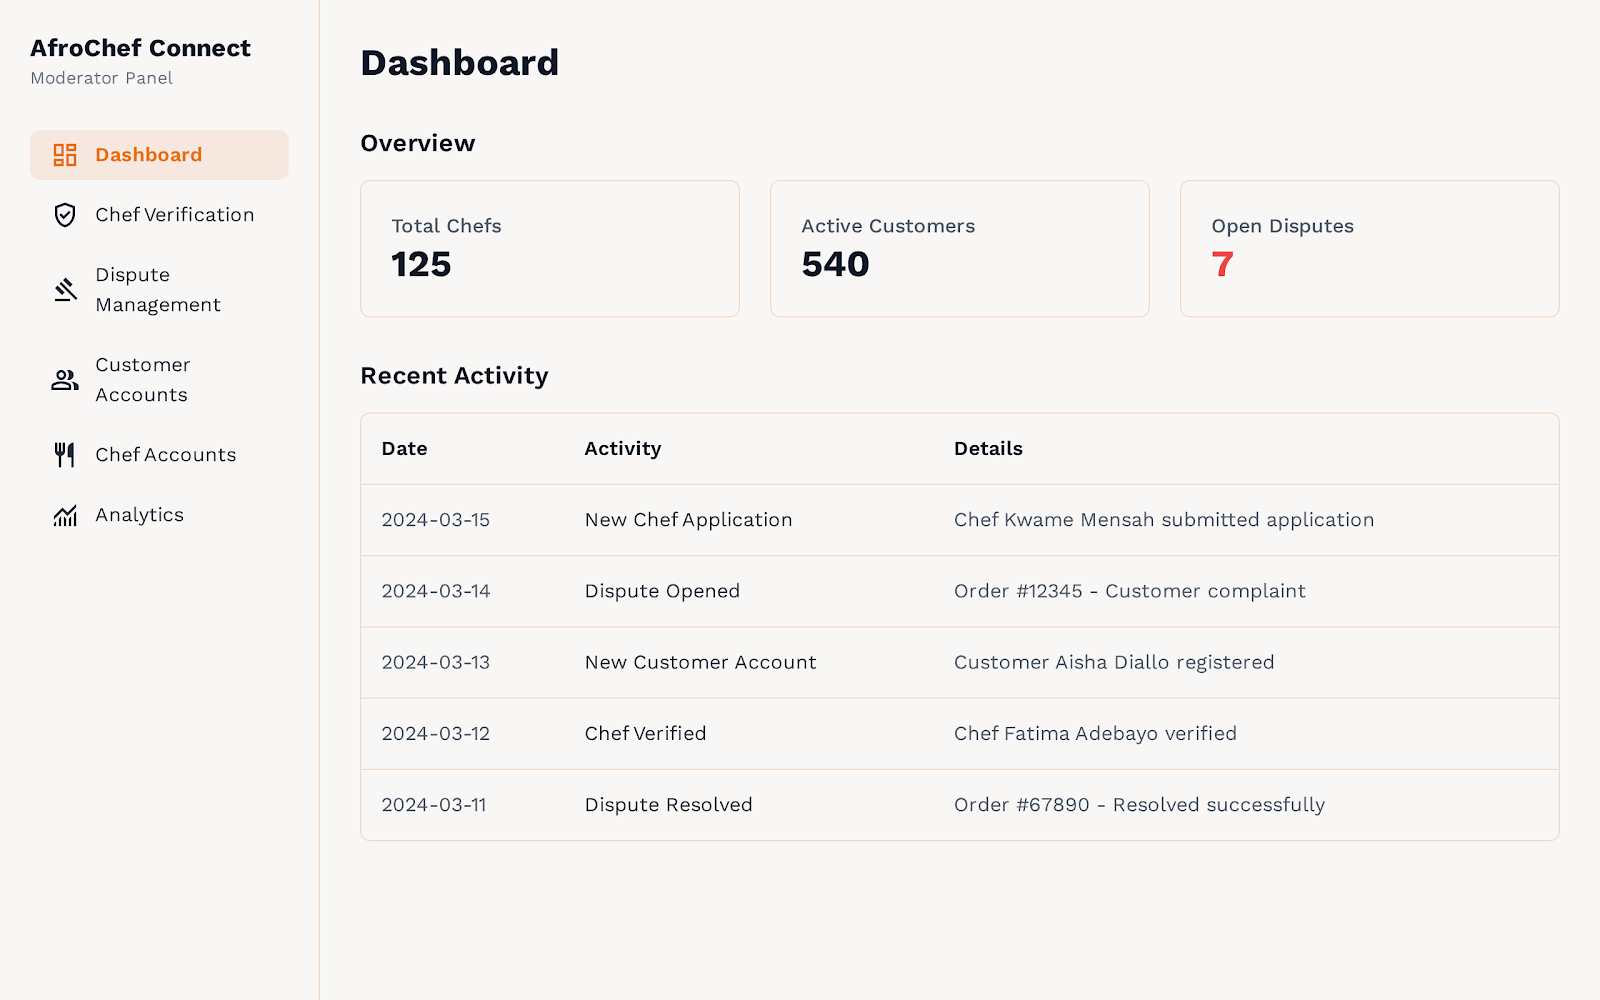 AfroChef Connect
Moderator Panel
Dashboard
Chef Verification
Dispute
Management
Customer
Accounts
Chef Accounts
Analytics
Dashboard
Overview
Total Chefs
125
Active Customers
540
Open Disputes
7
Recent Activity
Date Activity Details
2024-03-15 New Chef Application Chef Kwame Mensah submitted application
2024-03-14 Dispute Opened Order #12345 - Customer complaint
2024-03-13 New Customer Account Customer Aisha Diallo registered
2024-03-12 Chef Verified Chef Fatima Adebayo verified
2024-03-11 Dispute Resolved Order #67890 - Resolved successfully